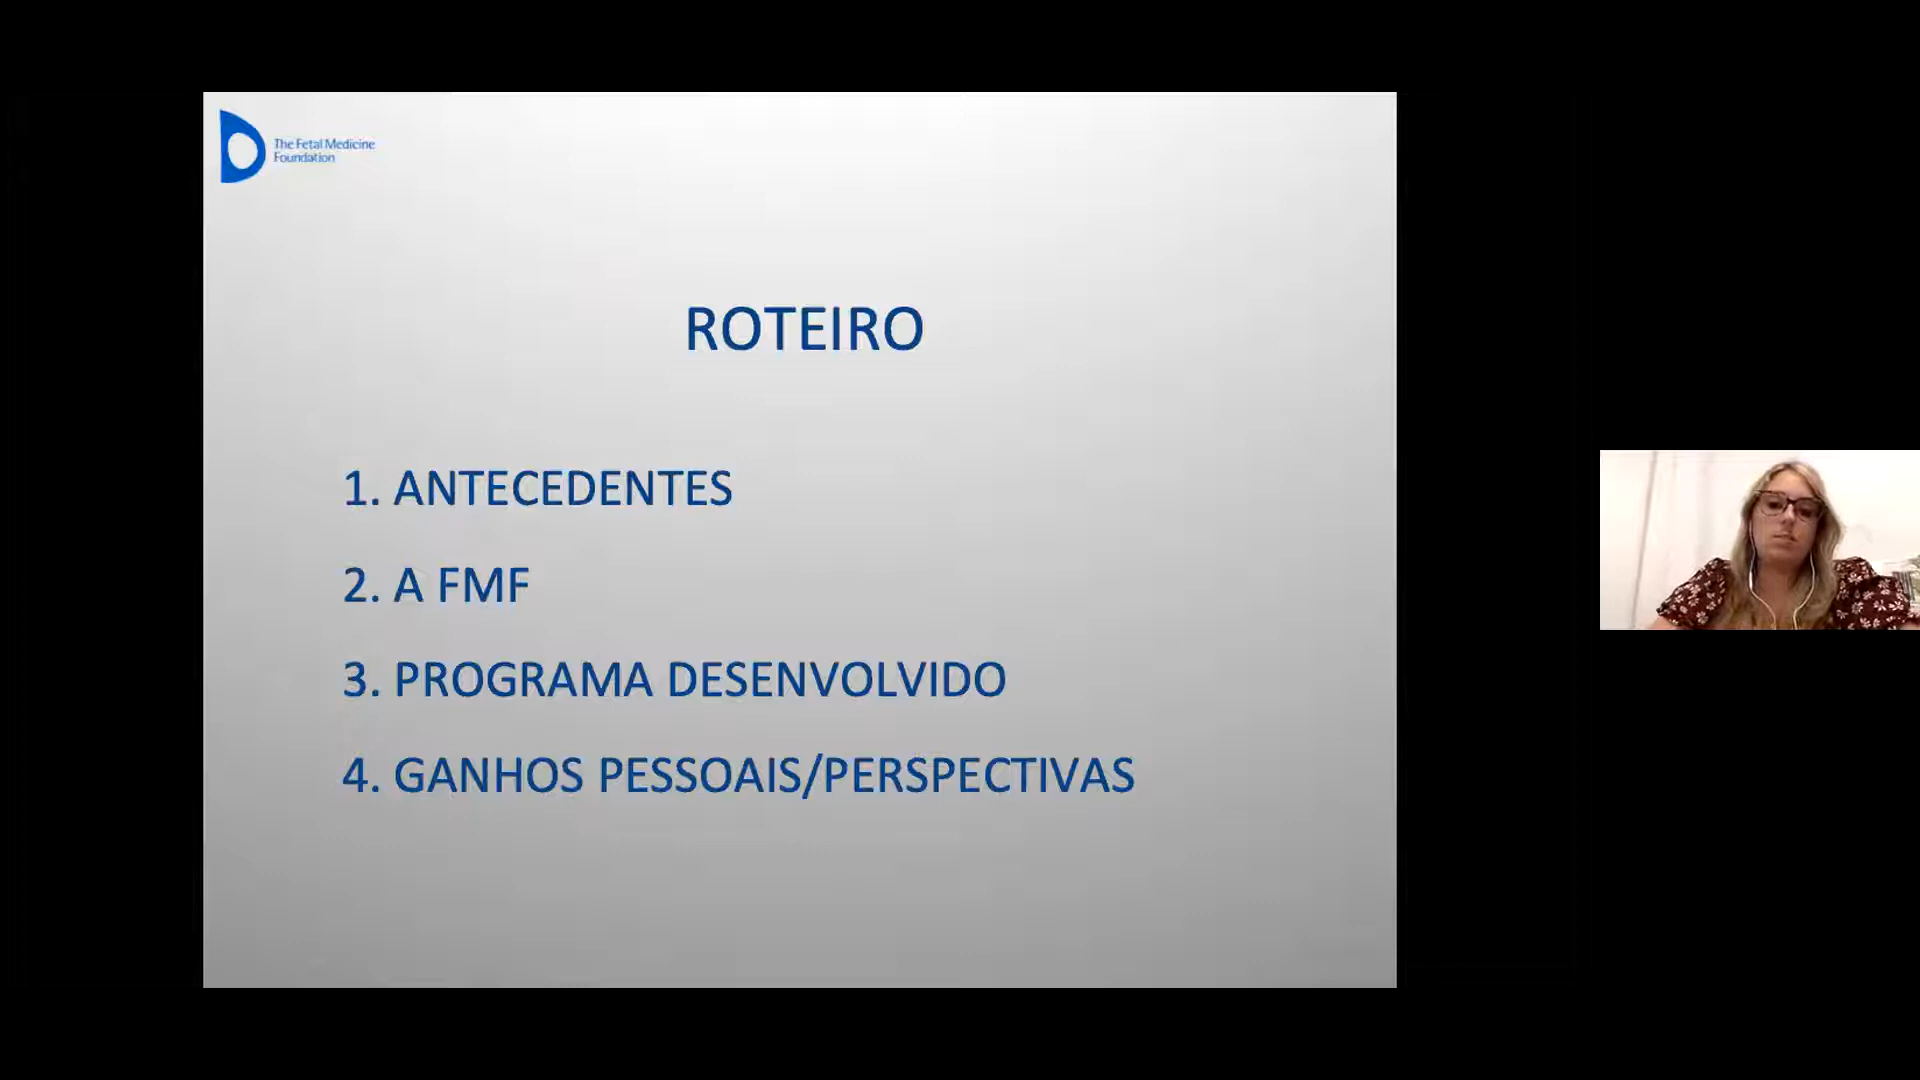 The Fetal Medicine
Foundation
ROTEIRO
1. ANTECEDENTES
2. A FMF
3. PROGRAMA DESENVOLVIDO
4. GANHOS PESSOAIS/PERSPECTIVAS